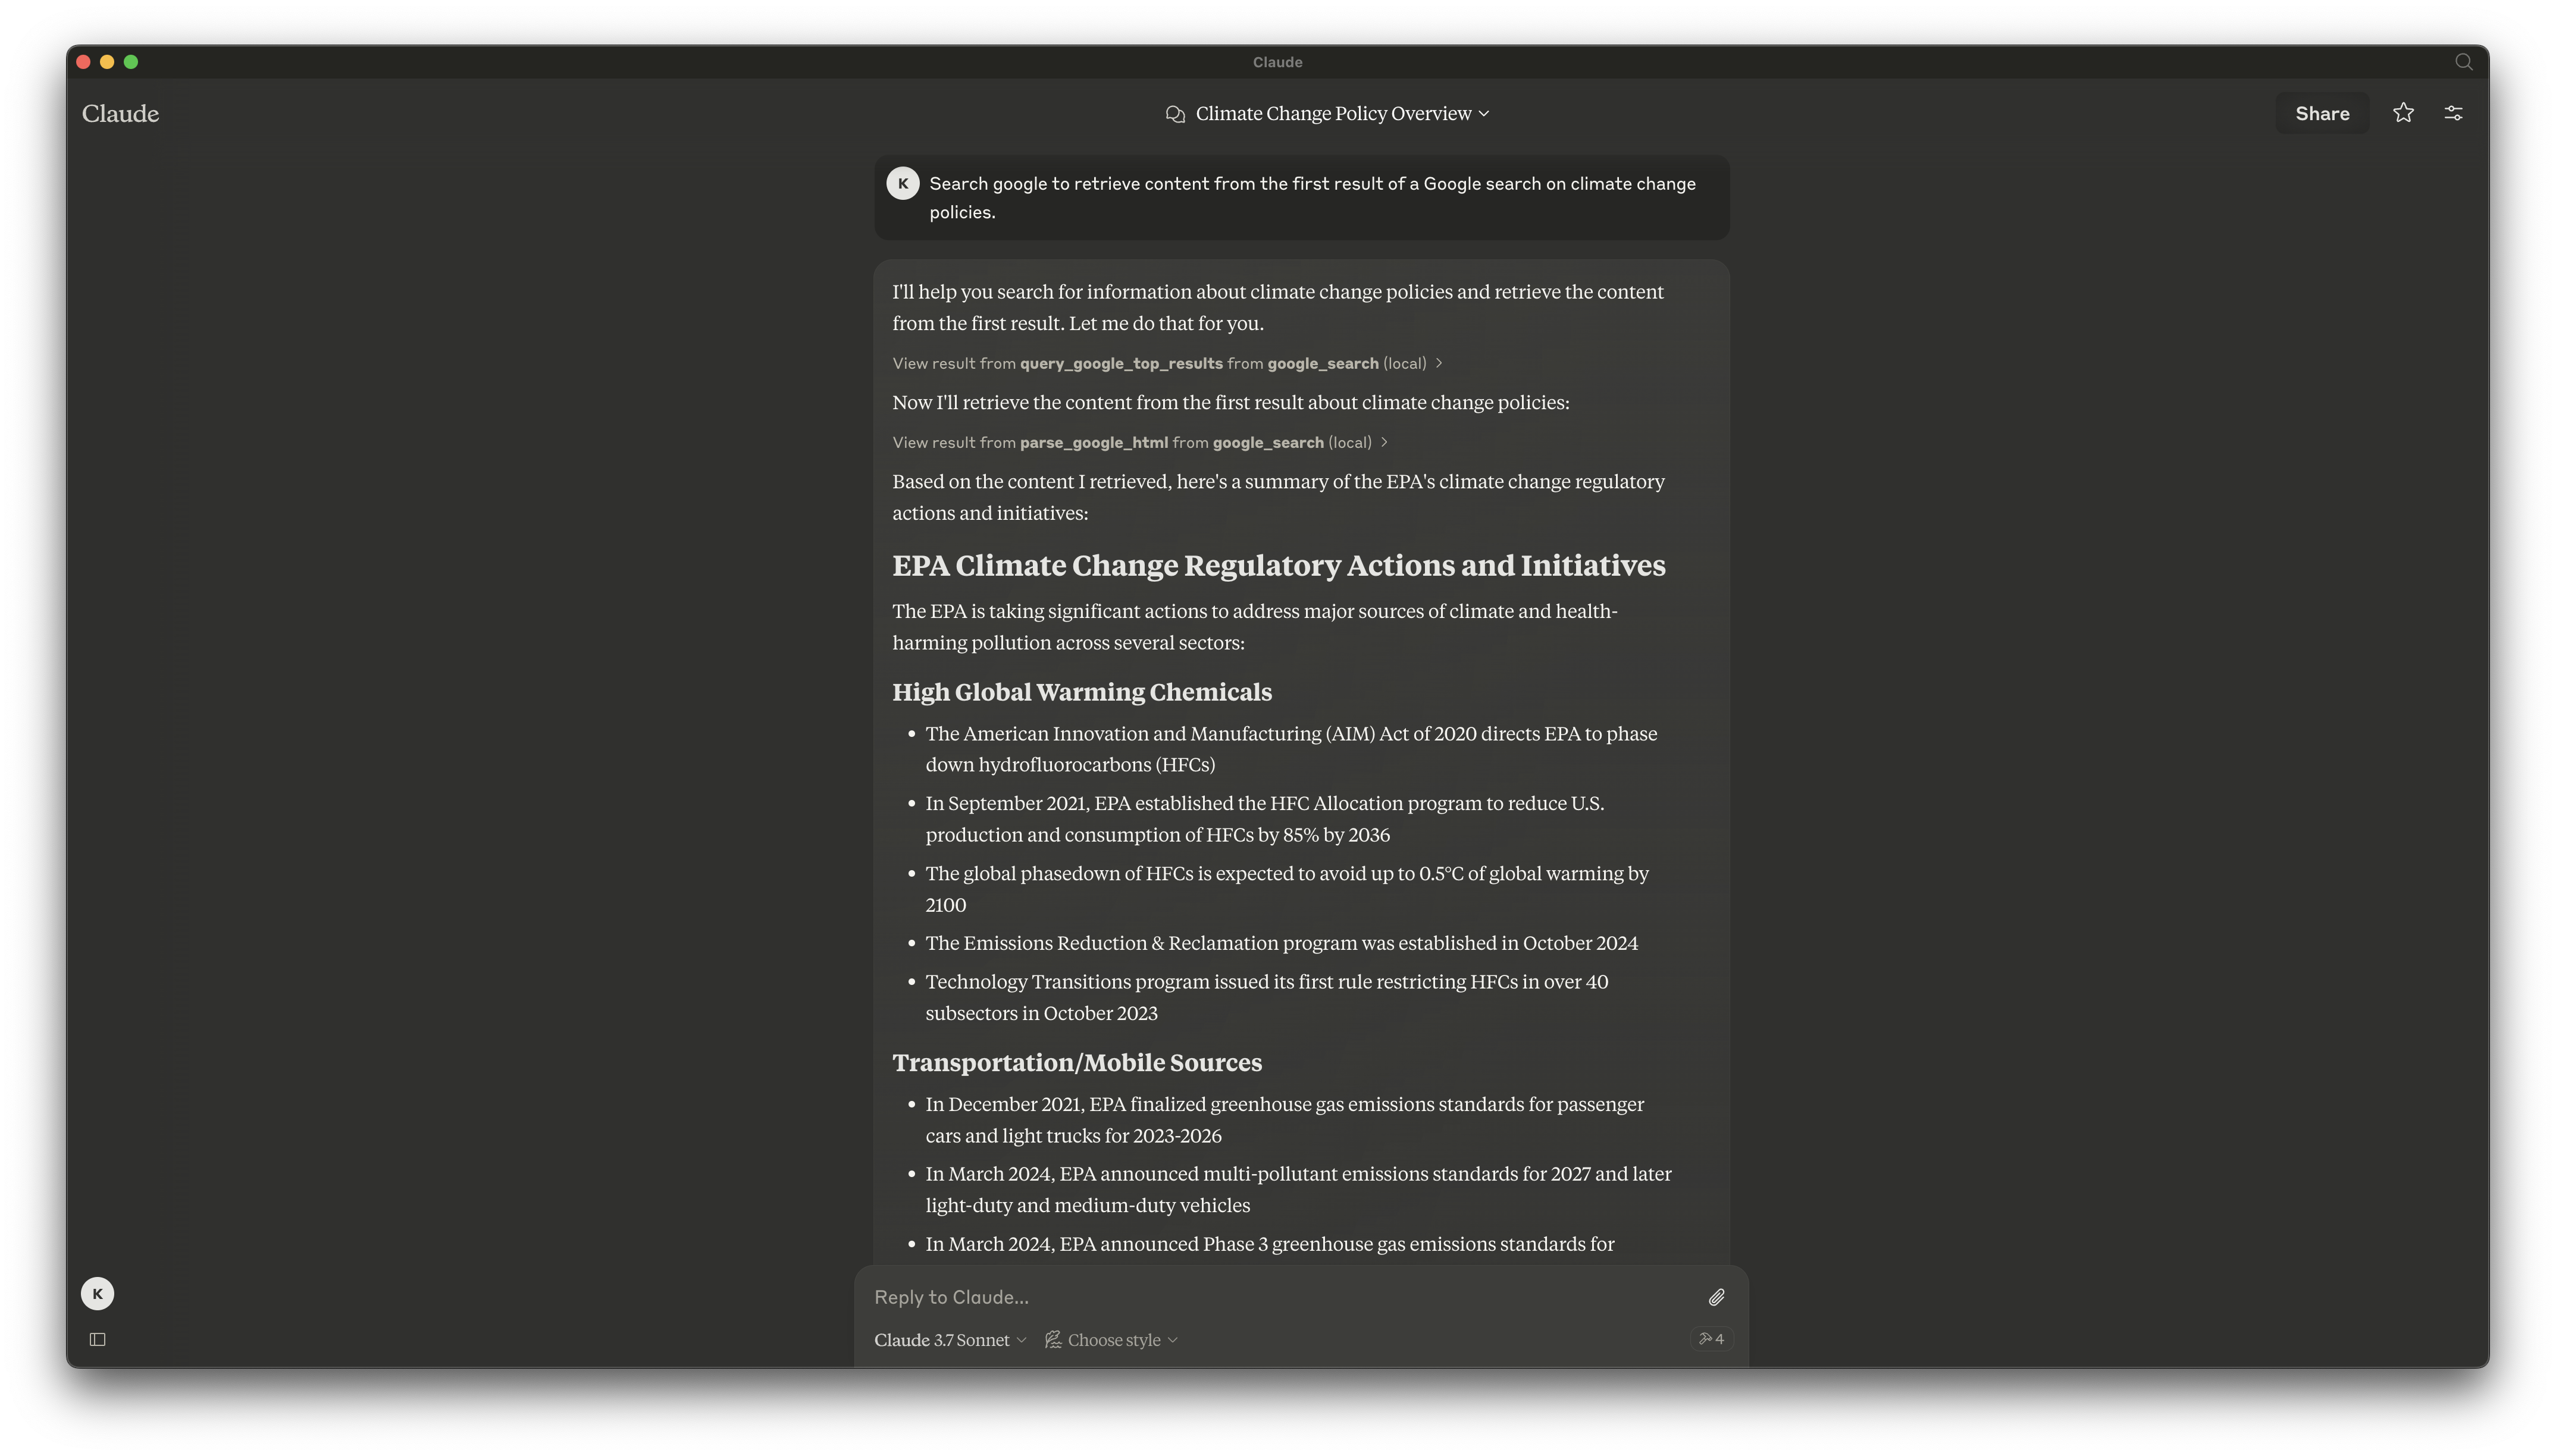 Claude
Claude
Climate Change Policy Overview
Share
K
Search google to retrieve content from the first result of a Google search on climate change
policies.
I'll help you search for information about climate change policies and retrieve the content
from the first result. Let me do that for you.
View result from query_google_top_results from google_search (local)
Now I'll retrieve the content from the first result about climate change policies:
View result from parse_google_html from google_search (local)
Based on the content I retrieved, here's a summary of the EPA's climate change regulatory
actions and initiatives:
EPA Climate Change Regulatory Actions and Initiatives
The EPA is taking significant actions to address major sources of climate and health-
harming pollution across several sectors:
High Global Warming Chemicals
• The American Innovation and Manufacturing (AIM) Act of 2020 directs EPA to phase
down hydrofluorocarbons (HFCs)
• In September 2021, EPA established the HFC Allocation program to reduce U.S.
production and consumption of HFCs by 85% by 2036
• The global phasedown of HFCs is expected to avoid up to 0.5°C of global warming by
2100
• The Emissions Reduction & Reclamation program was established in October 2024
• Technology Transitions program issued its first rule restricting HFCs in over 40
subsectors in October 2023
Transportation/Mobile Sources
• In December 2021, EPA finalized greenhouse gas emissions standards for passenger
cars and light trucks for 2023-2026
• In March 2024, EPA announced multi-pollutant emissions standards for 2027 and later
light-duty and medium-duty vehicles
• In March 2024, EPA announced Phase 3 greenhouse gas emissions standards for
K
Reply to Claude...
Claude 3.7 Sonnet
Choose style
4